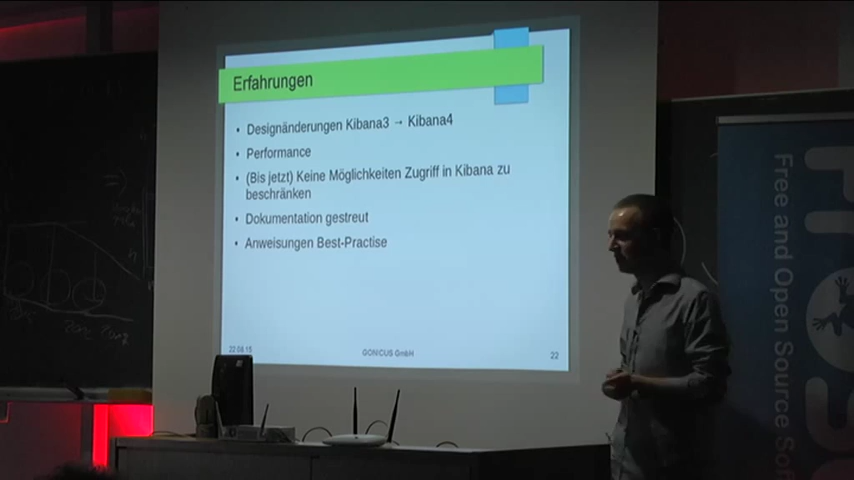 Erfahrungen
• Designänderungen Kibana3 → Kibana4
• Performance
• (Bis jetzt) Keine Möglichkeiten Zugriff in Kibana zu
beschränken
• Dokumentation gestreut
• Anweisungen Best-Practise
22.08.15
GONICUS GmbH
22
Free and Open Source